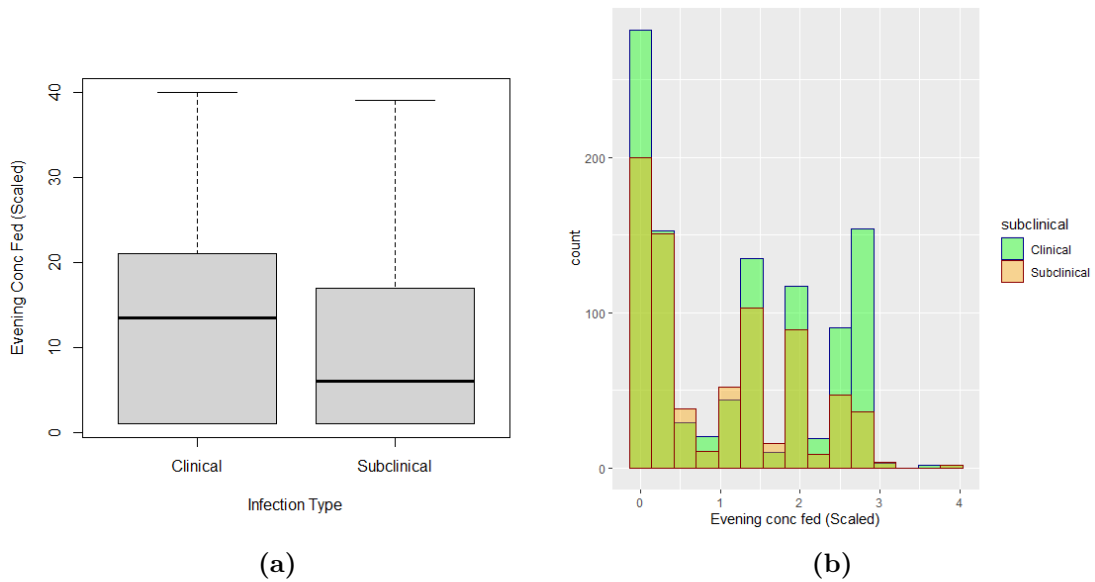 Evening Conc Fed (Scaled)
40
30
20
10
0
Clinical
Subclinical
Infection Type
(a)
count
200
100
0
0 1 2 3 4
Evening conc fed (Scaled)
subclinical
Clinical
Subclinical
(b)